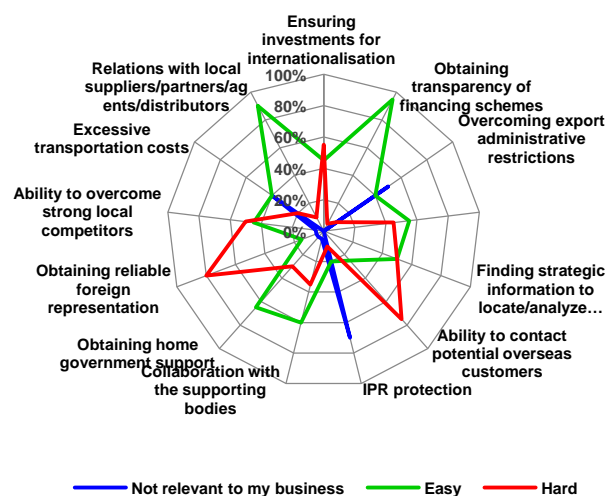 Ensuring
investments for
internationalisation
100%
80%
60%
40%
20%
0%
Obtaining
transparency of
financing schemes
Overcoming export
administrative
restrictions
Finding strategic
information to
locate/analyze…
Ability to contact
potential overseas
customers
IPR protection
Collaboration with
the supporting
bodies
Obtaining home
government support
Obtaining reliable
foreign
representation
Ability to overcome
strong local
competitors
Excessive
transportation costs
Relations with local
suppliers/partners/ag
ents/distributors
Not relevant to my business
Easy
Hard